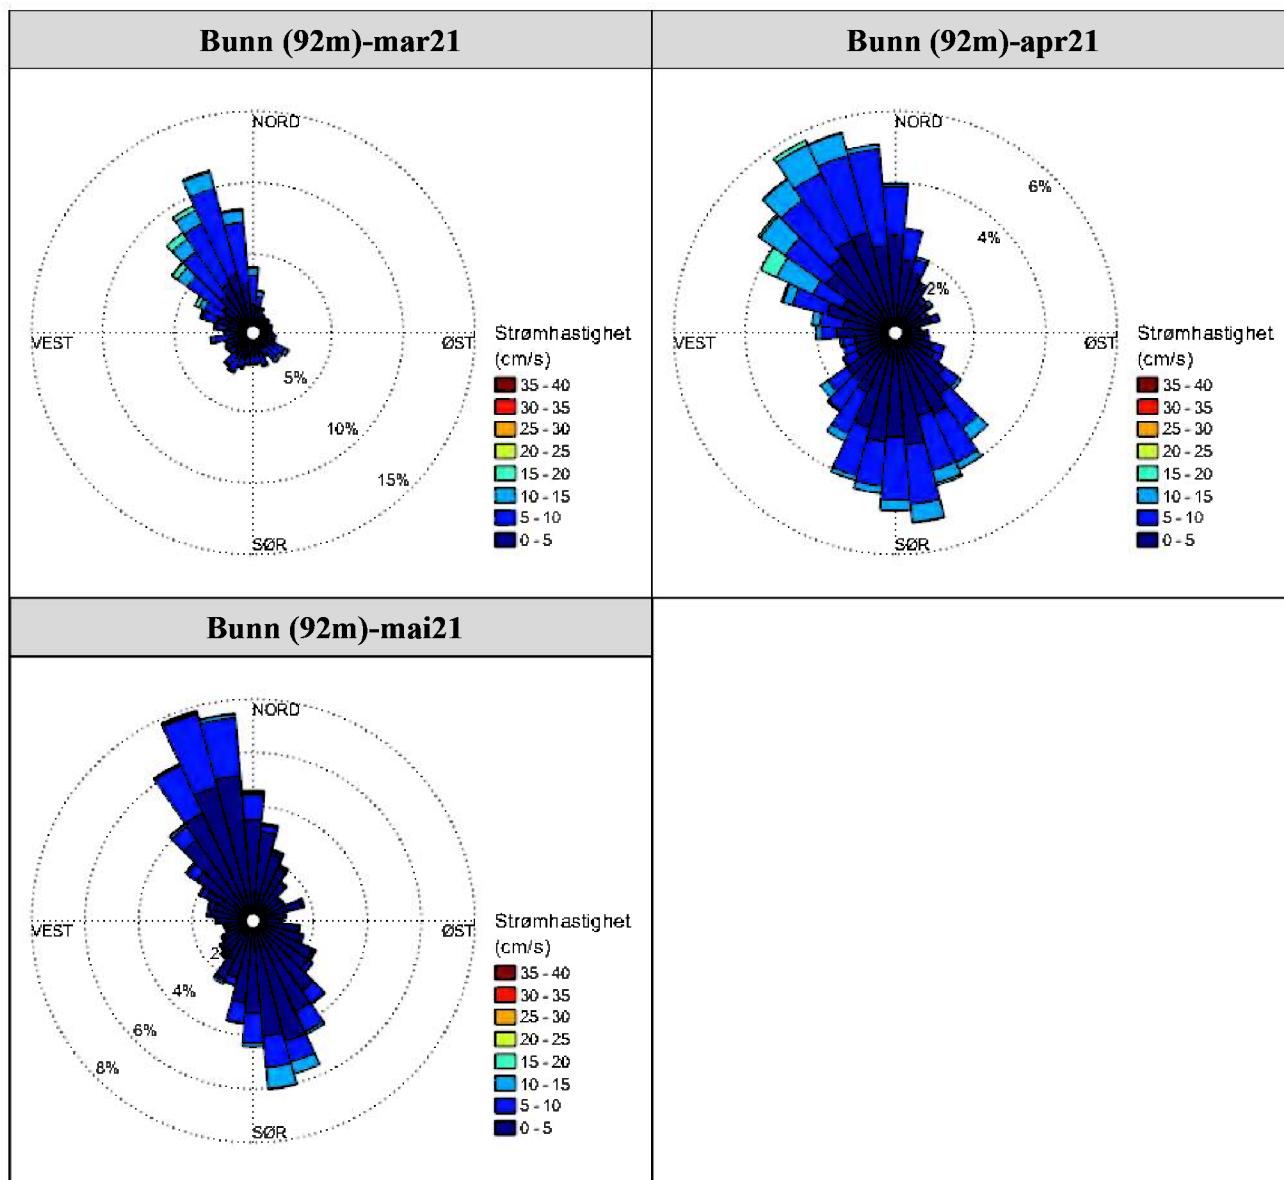 Bunn (92m)-mar21
NORD
VEST
ØST
SØR
5%
10%
15%
Strømhastighet
(cm/s)
35 - 40
30 - 35
25 - 30
20 - 25
15 - 20
10 - 15
5 - 10
0 - 5
Bunn (92m)-apr21
NORD
6%
4%
2%
VEST
ØST
SØR
Strømhastighet
(cm/s)
35 - 40
30 - 35
25 - 30
20 - 25
15 - 20
10 - 15
5 - 10
0 - 5
Bunn (92m)-mai21
NORD
VEST
ØST
2
4%
6%
8%
SØR
Strømhastighet
(cm/s)
35 - 40
30 - 35
25 - 30
20 - 25
15 - 20
10 - 15
5 - 10
0 - 5